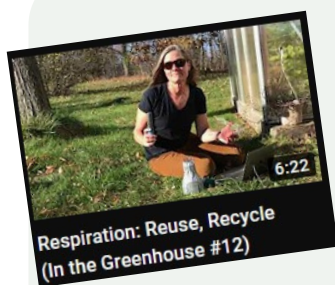 6:22
Respiration: Reuse, Recycle
(In the Greenhouse #12)